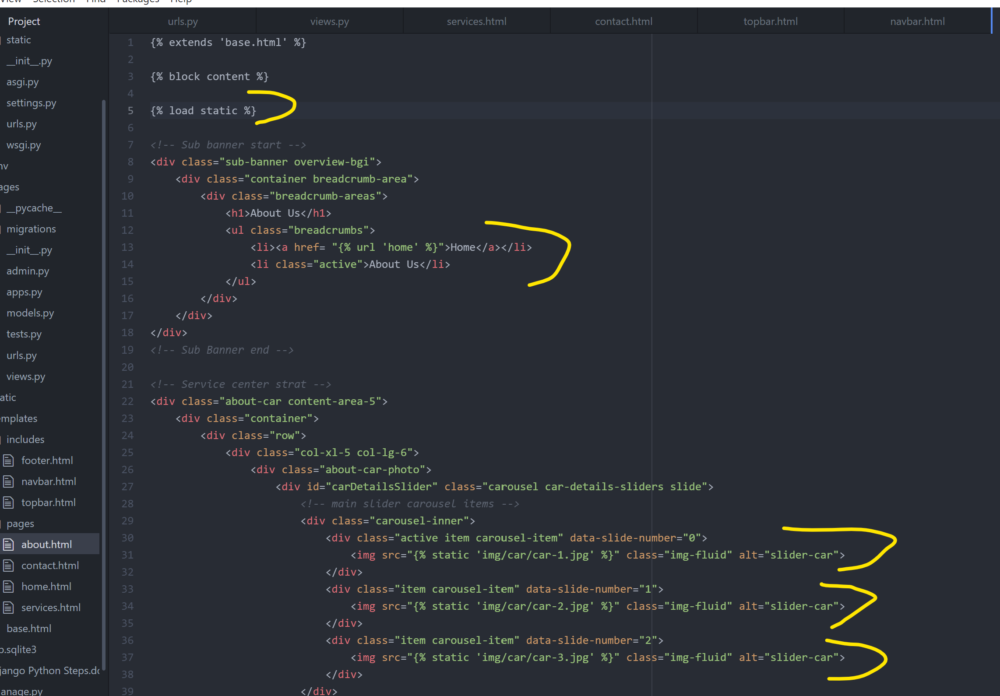 View Selection Find Packages Help
Project
static
__init__.py
asgi.py
settings.py
urls.py
wsgi.py
nv
ages
__pycache__
migrations
__init__.py
admin.py
apps.py
models.py
tests.py
urls.py
views.py
atic
emplates
includes
footer.html
navbar.html
topbar.html
pages
about.html
contact.html
home.html
services.html
base.html
b.sqlite3
jango Python Steps.do
anage.py
urls.py views.py services.html contact.html topbar.html navbar.html
1 {% extends 'base.html' %}
2
3 {% block content %}
4
5 {% load static %}
6
7 <!-- Sub banner start -->
8 <div class="sub-banner overview-bgi">
9 <div class="container breadcrumb-area">
10 <div class="breadcrumb-areas">
11 <h1>About Us</h1>
12 <ul class="breadcrumbs">
13 <li><a href= "{% url 'home' %}">Home</a></li>
14 <li class="active">About Us</li>
15 </ul>
16 </div>
17 </div>
18 </div>
19 <!-- Sub Banner end -->
20
21 <!-- Service center strat -->
22 <div class="about-car content-area-5">
23 <div class="container">
24 <div class="row">
25 <div class="col-xl-5 col-lg-6">
26 <div class="about-car-photo">
27 <div id="carDetailsSlider" class="carousel car-details-sliders slide">
28 <!-- main slider carousel items -->
29 <div class="carousel-inner">
30 <div class="active item carousel-item" data-slide-number="0">
31 <img src="{% static 'img/car/car-1.jpg' %}" class="img-fluid" alt="slider-car">
32 </div>
33 <div class="item carousel-item" data-slide-number="1">
34 <img src="{% static 'img/car/car-2.jpg' %}" class="img-fluid" alt="slider-car">
35 </div>
36 <div class="item carousel-item" data-slide-number="2">
37 <img src="{% static 'img/car/car-3.jpg' %}" class="img-fluid" alt="slider-car">
38 </div>
39 </div>